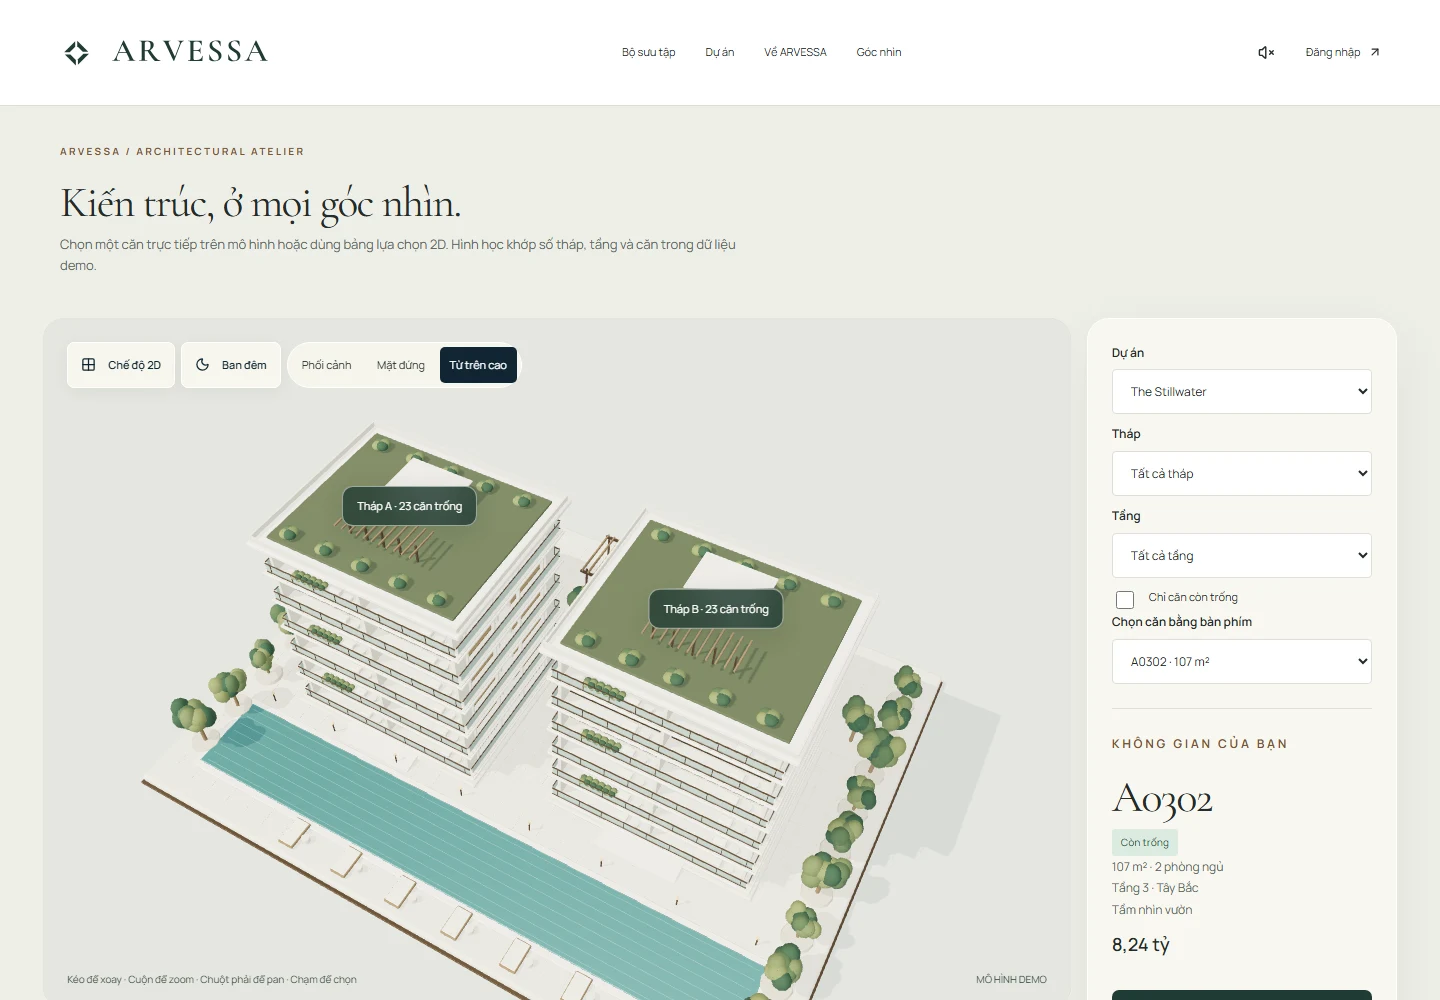 ARVESSA
Bộ sưu tập
Dự án
Về ARVESSA
Góc nhìn
Đăng nhập
ARVESSA / ARCHITECTURAL ATELIER
Kiến trúc, ở mọi góc nhìn.
Chọn một căn trực tiếp trên mô hình hoặc dùng bảng lựa chọn 2D. Hình học khớp số tháp, tầng và căn trong dữ liệu
demo.
Chế độ 2D
Ban đêm
Phối cảnh
Mặt đứng
Từ trên cao
Tháp A · 23 căn trống
Tháp B · 23 căn trống
Kéo để xoay · Cuộn để zoom · Chuột phải để pan · Chạm để chọn
MÔ HÌNH DEMO
Dự án
The Stillwater
Tháp
Tất cả tháp
Tầng
Tất cả tầng
Chỉ căn còn trống
Chọn căn bằng bàn phím
A0302 · 107 m²
KHÔNG GIAN CỦA BẠN
A0302
Còn trống
107 m² · 2 phòng ngủ
Tầng 3 · Tây Bắc
Tầm nhìn vườn
8,24 tỷ